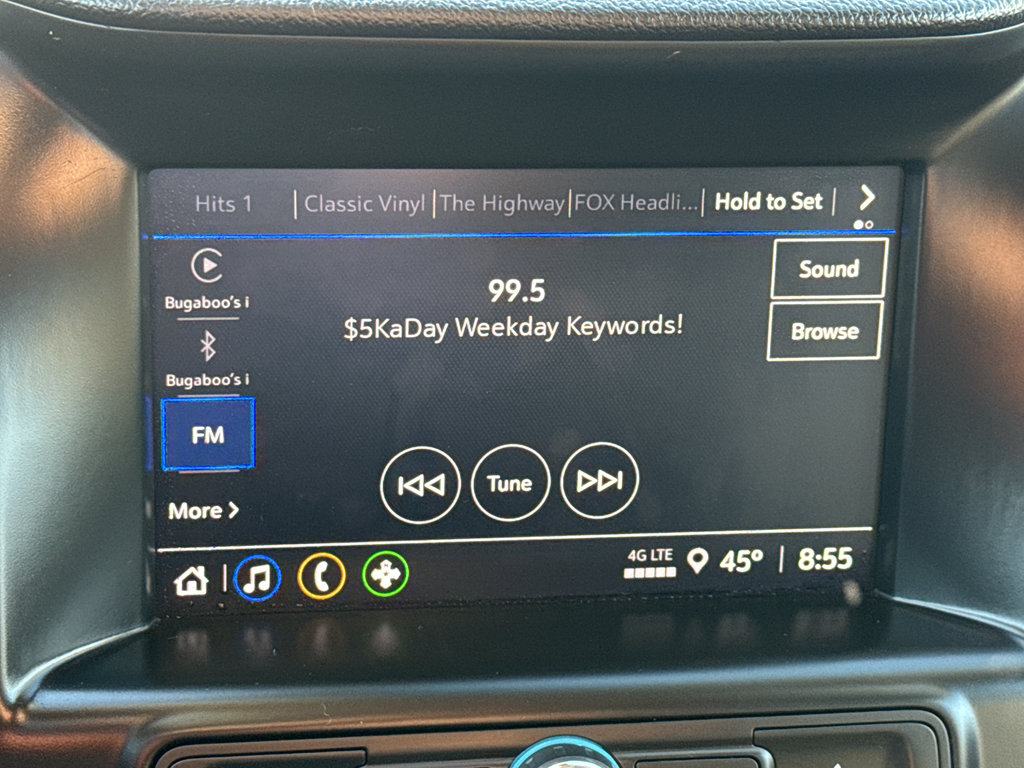 Hits 1 | Classic Vinyl | The Highway | FOX Headli... | Hold to Set |
Bugaboo's i
Bugaboo's i
FM
More
99.5
$5KaDay Weekday Keywords!
Tune
Sound
Browse
4G LTE 45° | 8:55